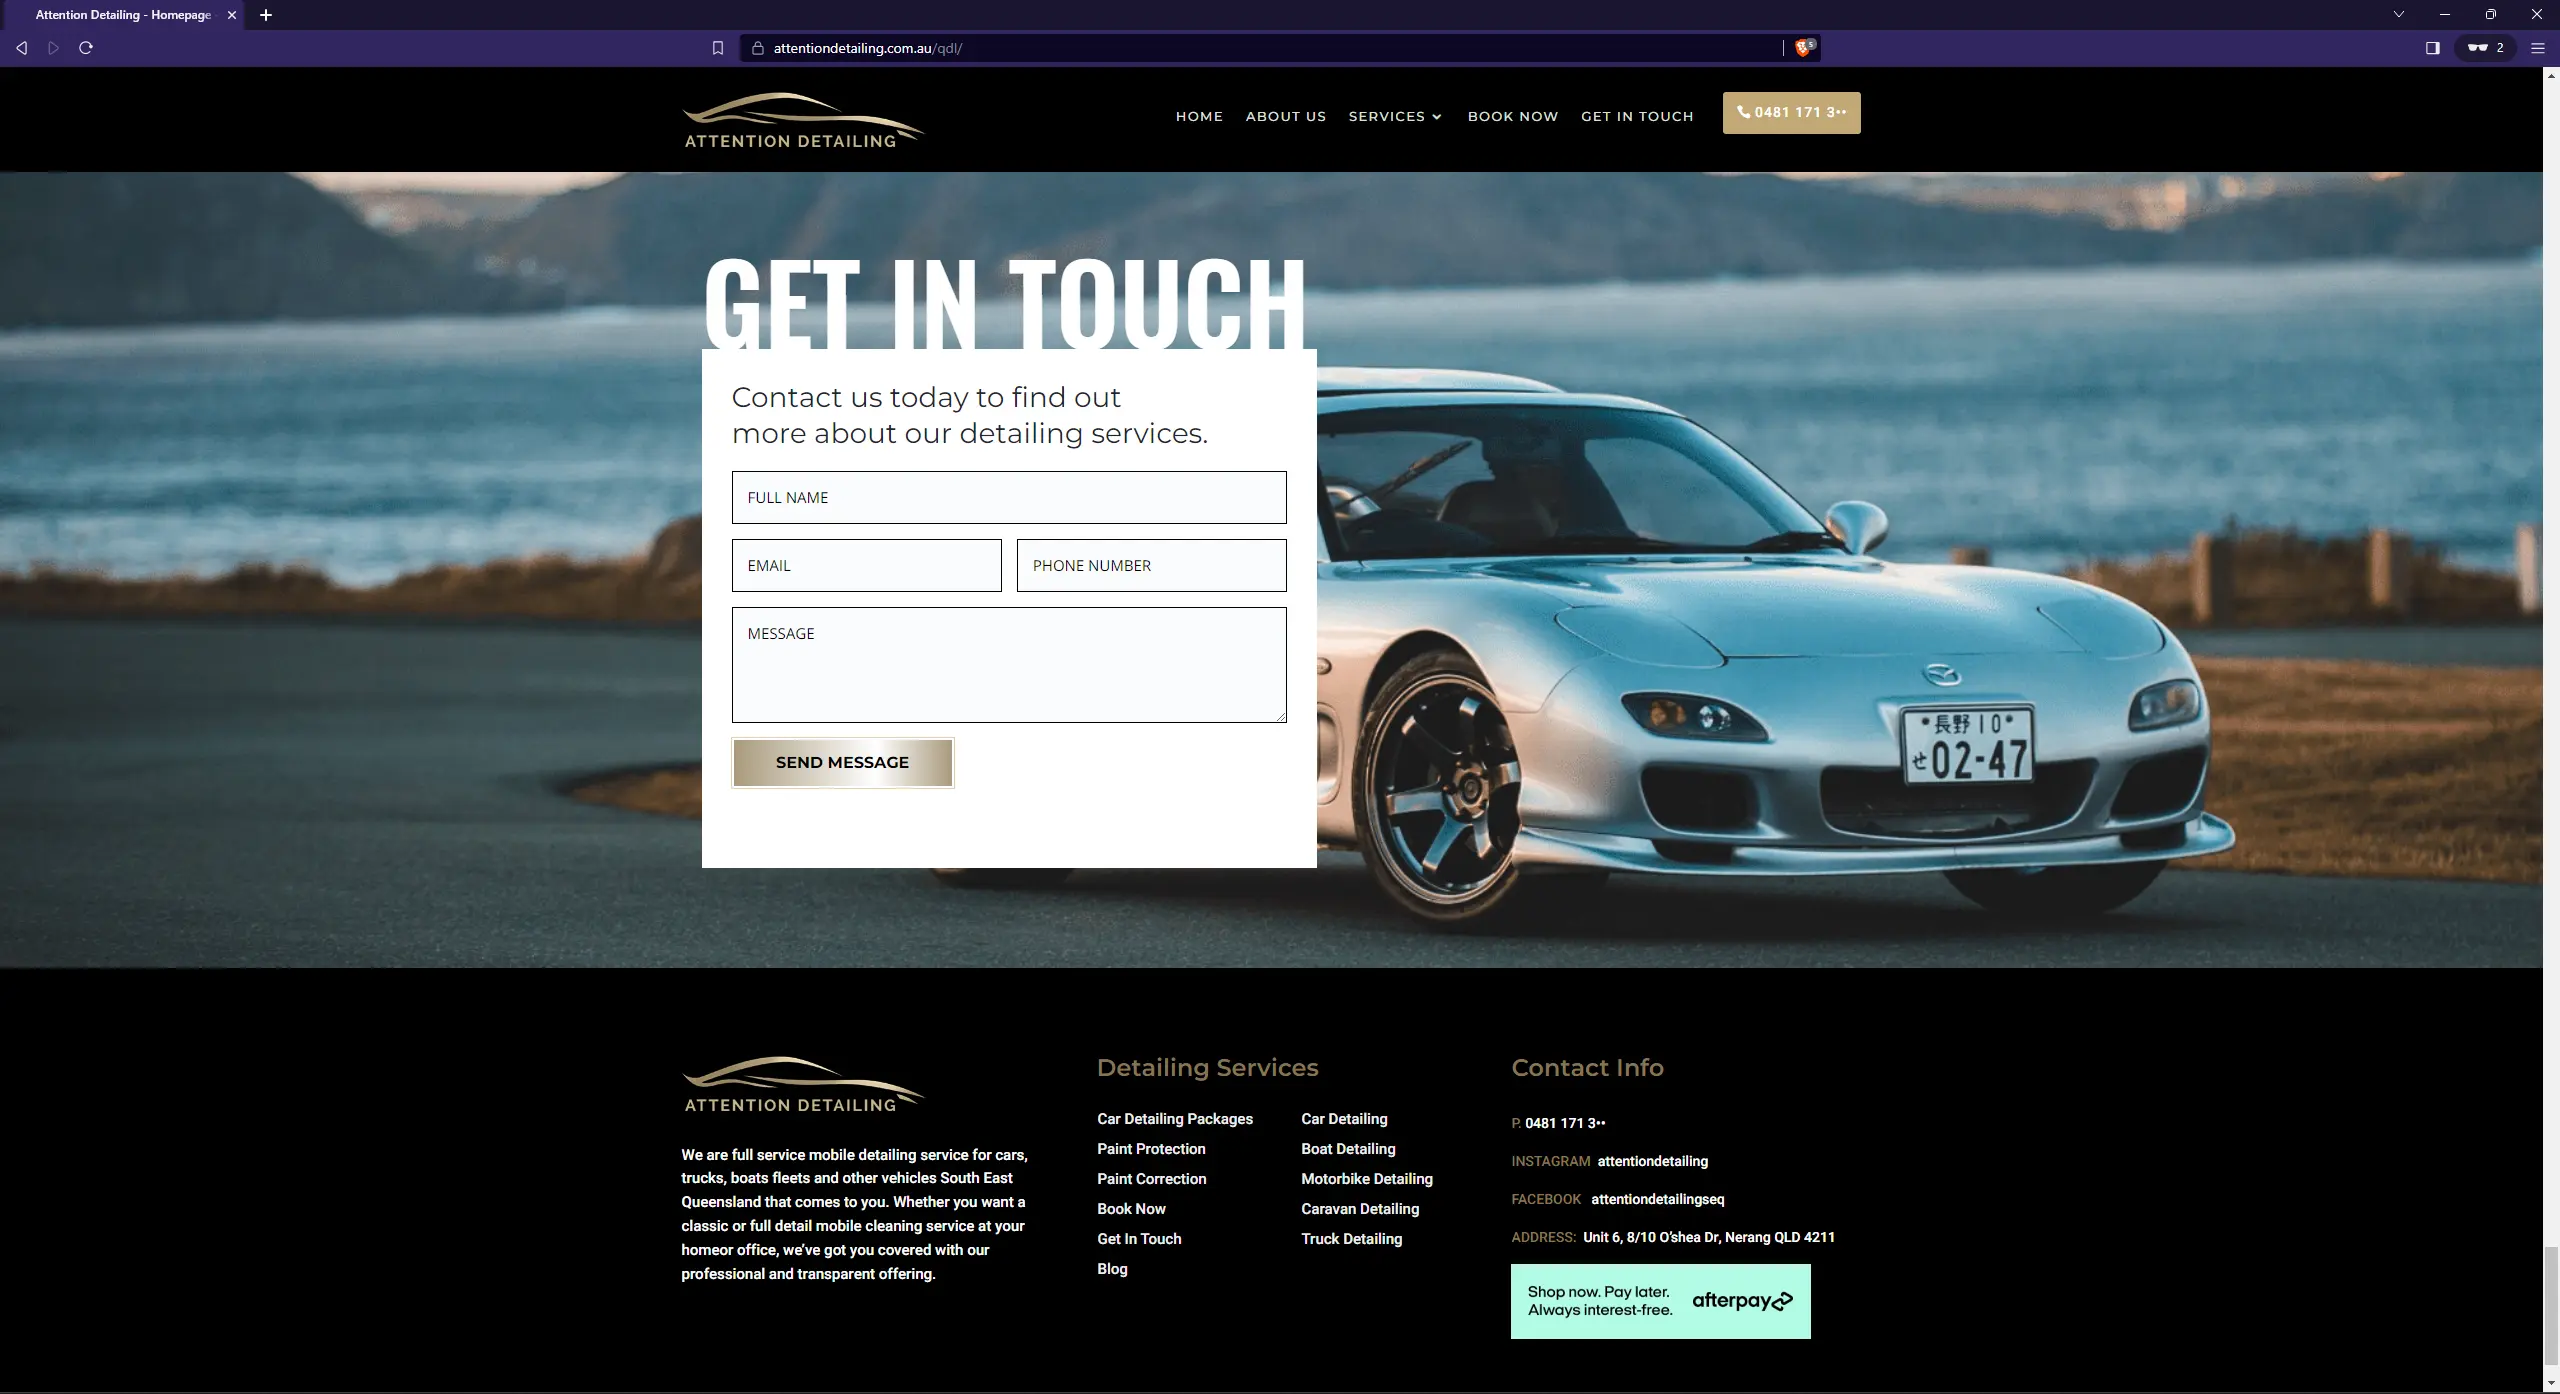 Attention Detailing - Homepage
attentiondetailing.com.au/qdl/
5
2
ATTENTION DETAILING
HOME
ABOUT US
SERVICES
BOOK NOW
GET IN TOUCH
0481 171 3••
GET IN TOUCH
Contact us today to find out
more about our detailing services.
FULL NAME
EMAIL
PHONE NUMBER
MESSAGE
SEND MESSAGE
長野 10
せ 02-47
ATTENTION DETAILING
We are full service mobile detailing service for cars,
trucks, boats fleets and other vehicles South East
Queensland that comes to you. Whether you want a
classic or full detail mobile cleaning service at your
homeor office, we've got you covered with our
professional and transparent offering.
Detailing Services
Car Detailing Packages
Paint Protection
Paint Correction
Book Now
Get In Touch
Blog
Car Detailing
Boat Detailing
Motorbike Detailing
Caravan Detailing
Truck Detailing
Contact Info
P. 0481 171 3••
INSTAGRAM attentiondetailing
FACEBOOK attentiondetailingseq
ADDRESS: Unit 6, 8/10 O'shea Dr, Nerang QLD 4211
Shop now. Pay later.
Always interest-free.
afterpay